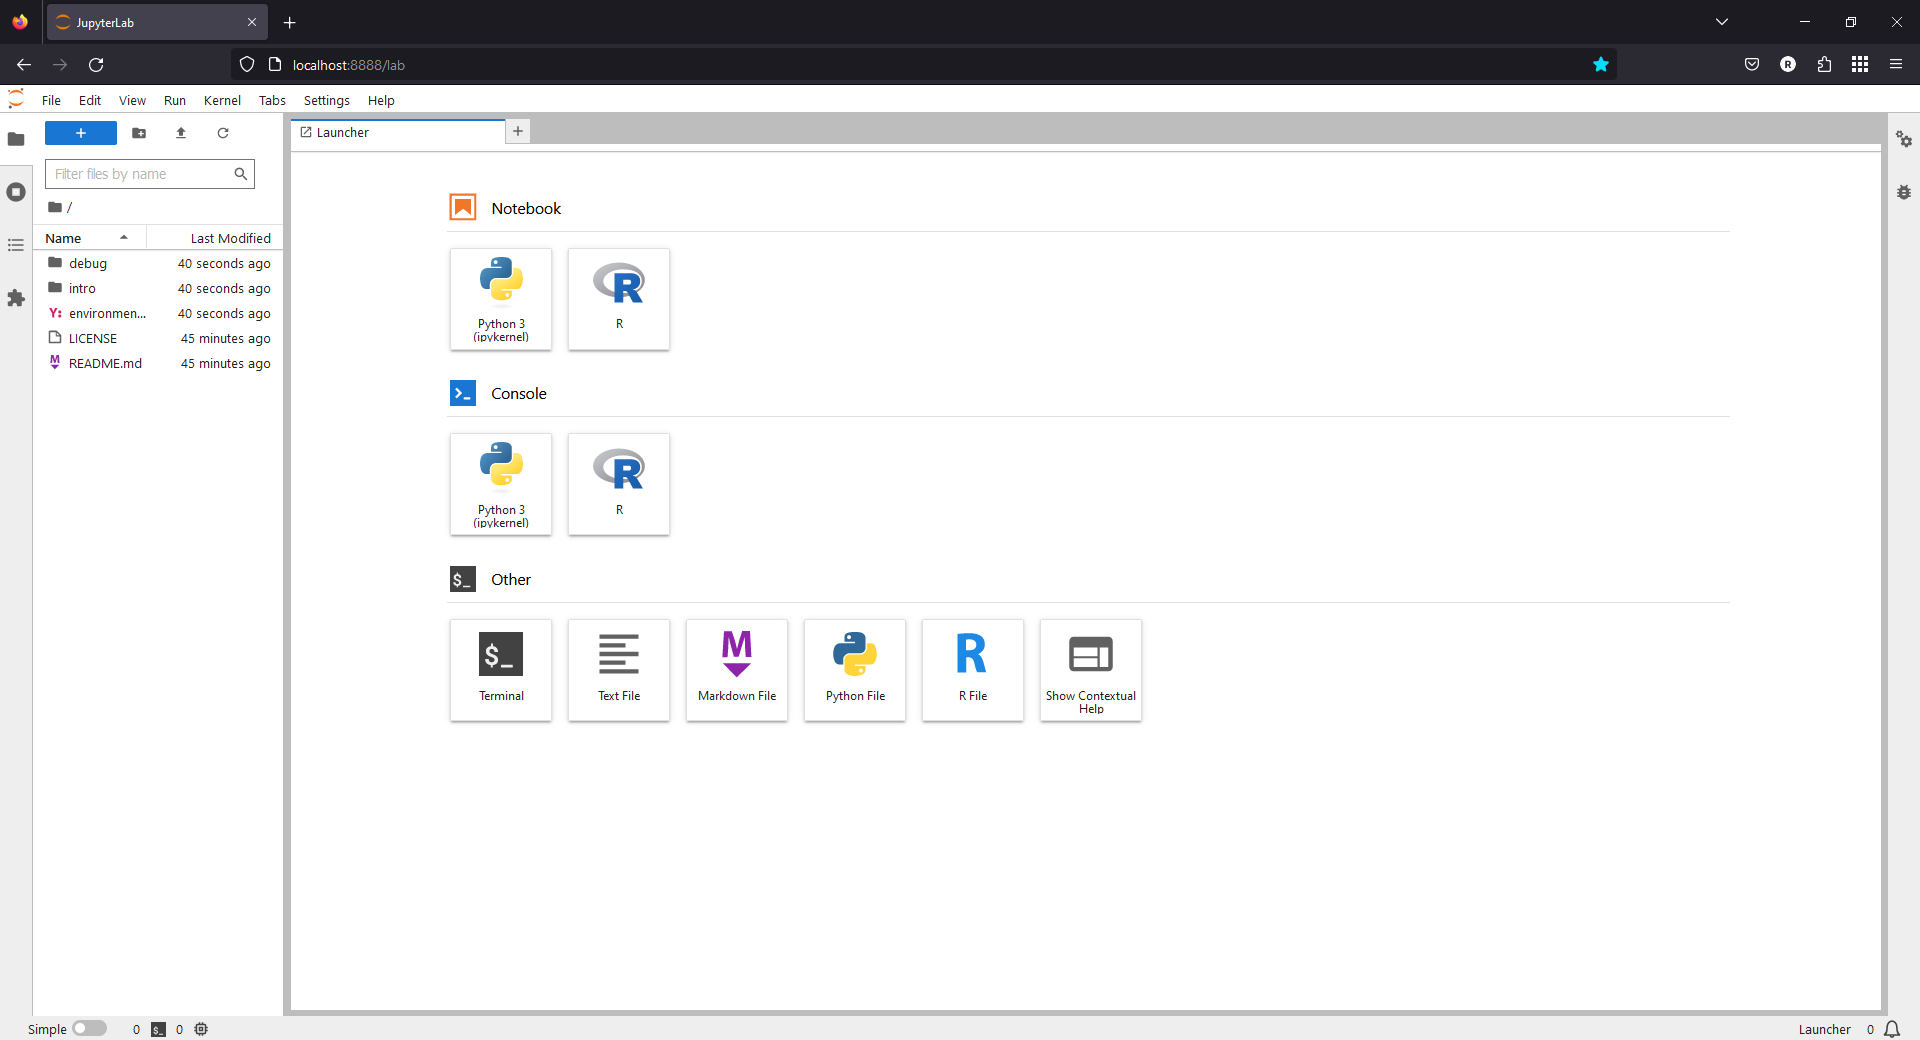 JupyterLab
localhost:8888/lab
File Edit View Run Kernel Tabs Settings Help
Launcher
Filter files by name
/
Name Last Modified
debug 40 seconds ago
intro 40 seconds ago
Y: environmen... 40 seconds ago
LICENSE 45 minutes ago
M README.md 45 minutes ago
Notebook
Python 3
(ipykernel)
R
R
Console
Python 3
(ipykernel)
R
R
$_ Other
$_
Terminal
Text File
M
Markdown File
Python File
R
R File
Show Contextual
Help
Simple 0 $_ 0
Launcher 0